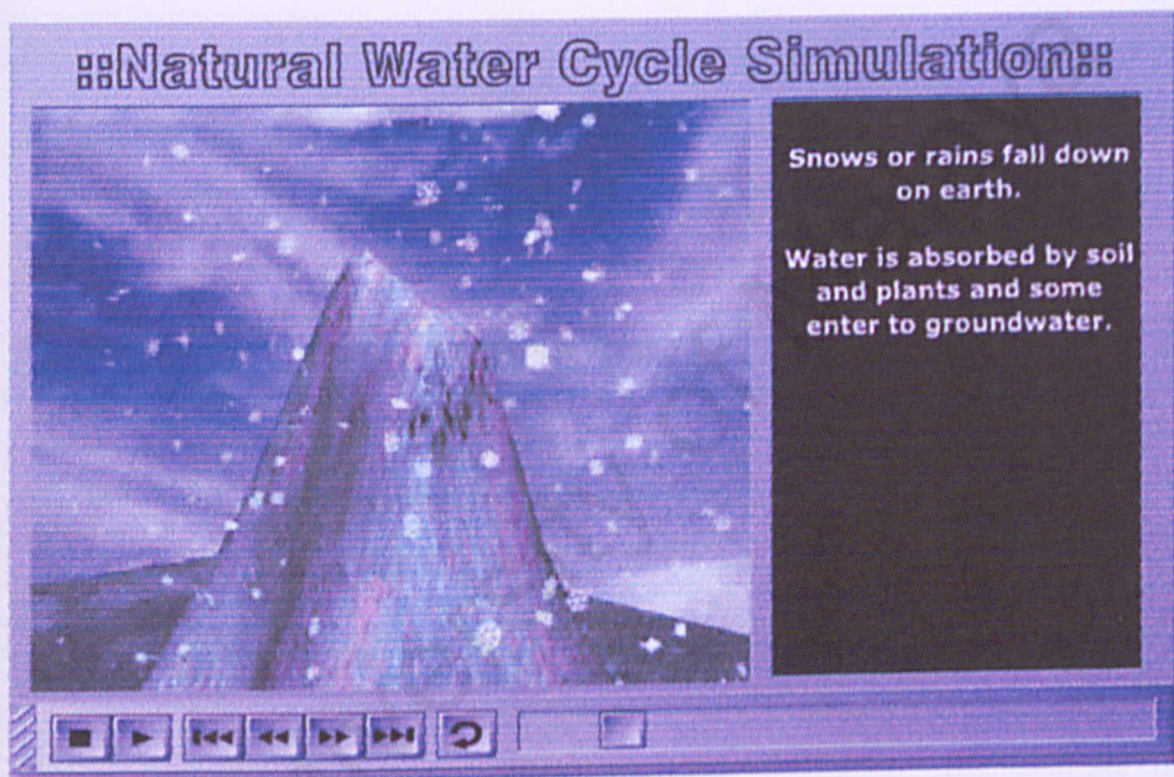 ::Natural Water Cycle Simulation::
Snows or rains fall down
on earth.
Water is absorbed by soil
and plants and some
enter to groundwater.